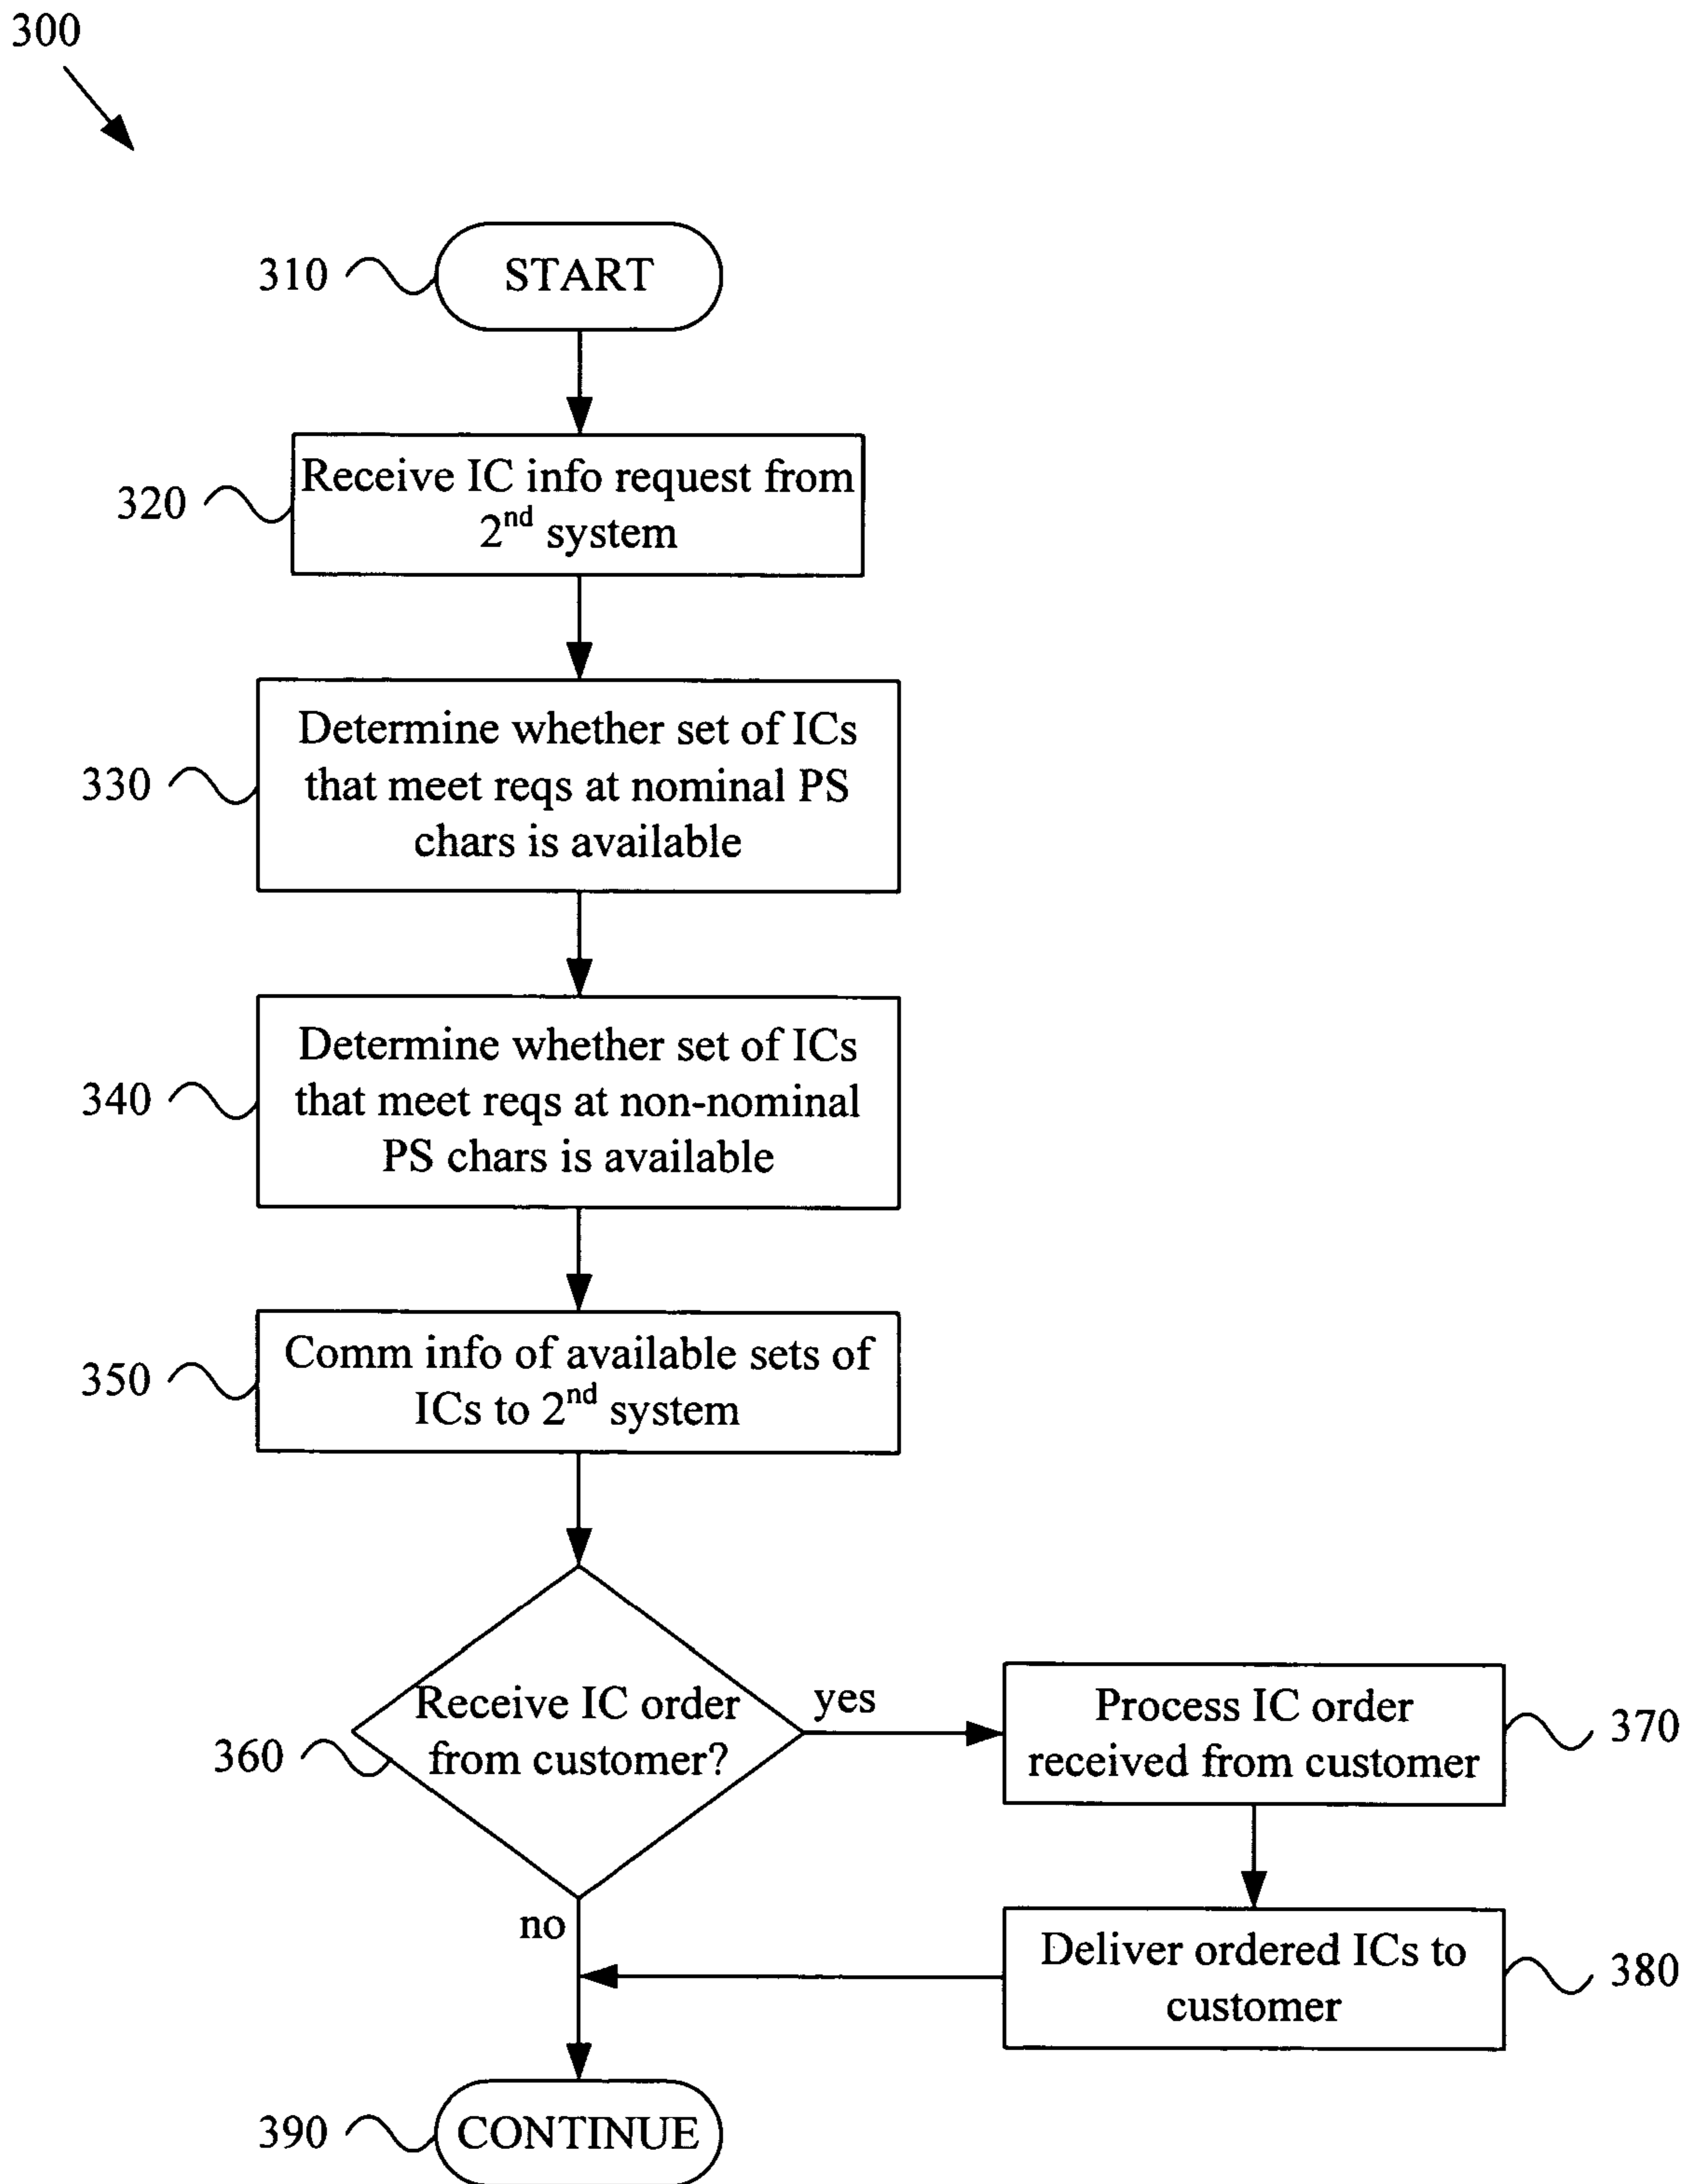 300
310
START
320
Receive IC info request from
2nd system
330
Determine whether set of ICs
that meet reqs at nominal PS
chars is available
340
Determine whether set of ICs
that meet reqs at non-nominal
PS chars is available
350
Comm info of available sets of
ICs to 2nd system
360
Receive IC order
from customer?
yes
Process IC order
received from customer
370
no
Deliver ordered ICs to
customer
380
390
CONTINUE